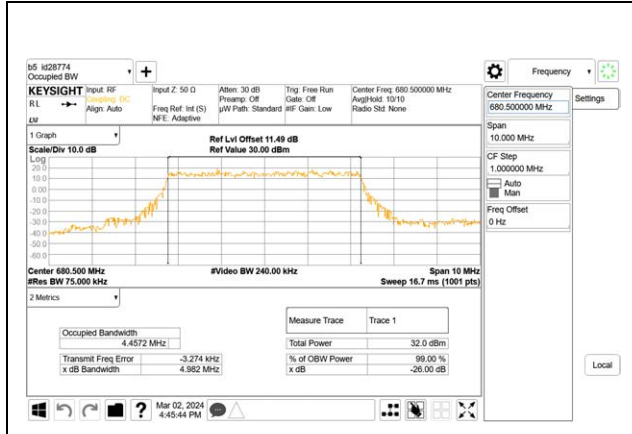 b5 id28774
Occupied BW
Frequency
KEYSIGHT
RL
Input: RF
Coupling: DC
Align: Auto
Input Z: 50 Ω
Freq Ref: Int (S)
NFE: Adaptive
Atten: 30 dB
Preamp: Off
µW Path: Standard
Trig: Free Run
Gate: Off
#IF Gain: Low
Center Freq: 680.500000 MHz
Avg|Hold: 10/10
Radio Std: None
Center Frequency
680.500000 MHz
Settings
Span
10.000 MHz
CF Step
1.000000 MHz
Auto
Man
Freq Offset
0 Hz
Local
1 Graph
Scale/Div 10.0 dB
Ref Lvl Offset 11.49 dB
Ref Value 30.00 dBm
Log
20.0
10.0
0.00
-10.0
-20.0
-30.0
-40.0
-50.0
-60.0
Center 680.500 MHz
#Video BW 240.00 kHz
Span 10 MHz
#Res BW 75.000 kHz
Sweep 16.7 ms (1001 pts)
2 Metrics
Measure Trace Trace 1
Occupied Bandwidth
4.4572 MHz
Total Power 32.0 dBm
Transmit Freq Error -3.274 kHz
% of OBW Power 99.00 %
x dB Bandwidth 4.982 MHz
x dB -26.00 dB
Mar 02, 2024
4:45:44 PM